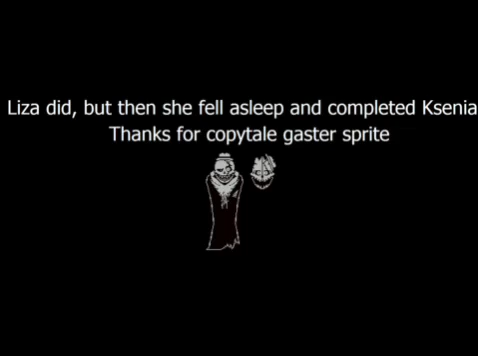 Liza did, but then she fell asleep and completed Ksenia
Thanks for copytale gaster sprite